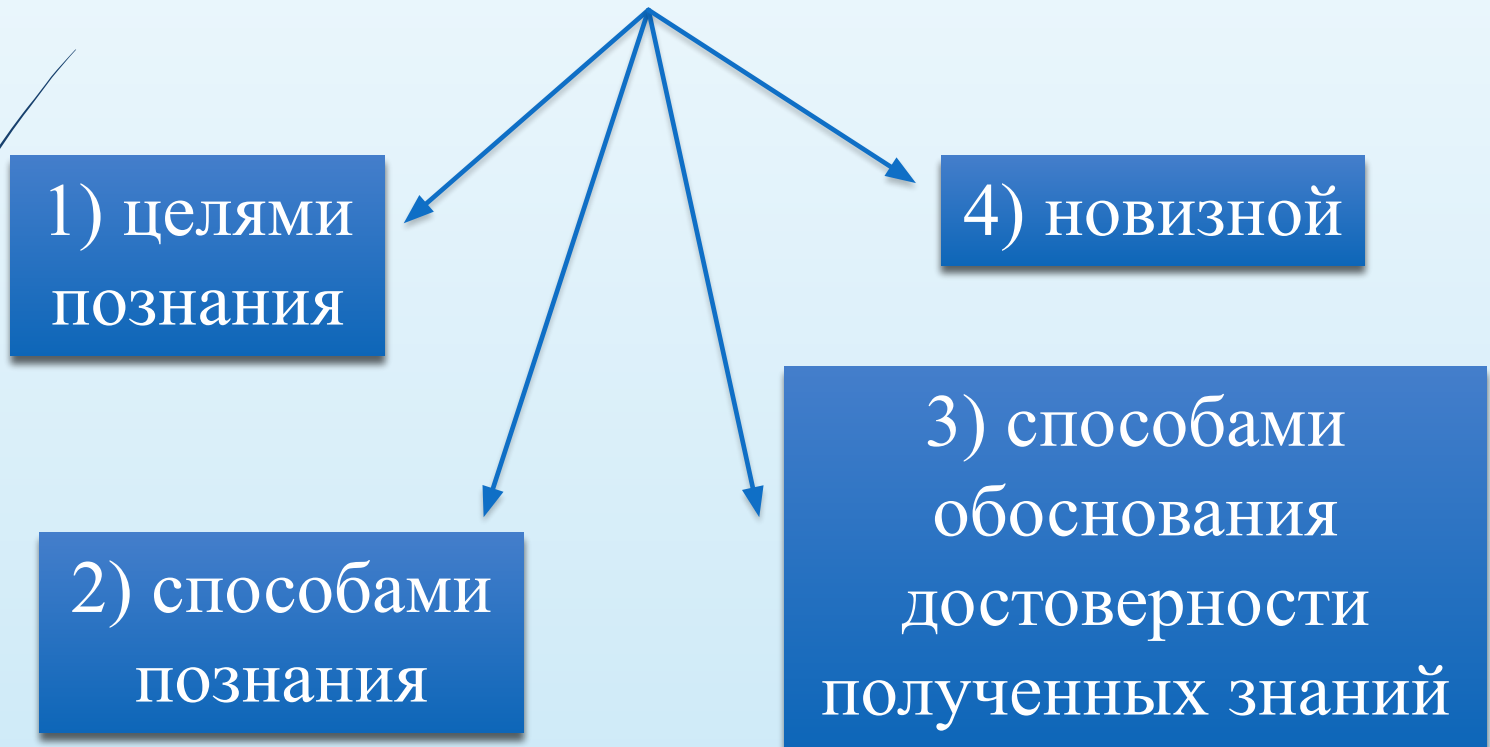 1) целями
познания
4) новизной
2) способами
познания
3) способами
обоснования
достоверности
полученных знаний